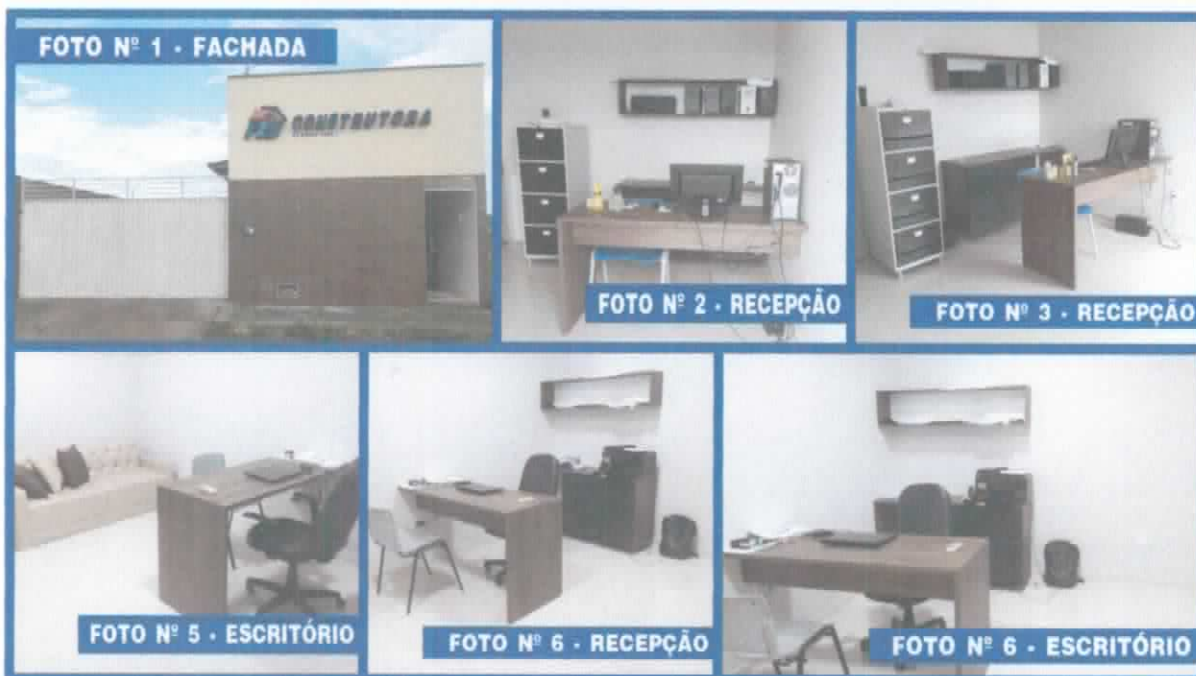 FOTO Nº 1 - FACHADA
CONSTRUTORA
FOTO Nº 2 - RECEPÇÃO
FOTO Nº 3 - RECEPÇÃO
FOTO Nº 5 - ESCRITÓRIO
FOTO Nº 6 - RECEPÇÃO
FOTO Nº 6 - ESCRITÓRIO